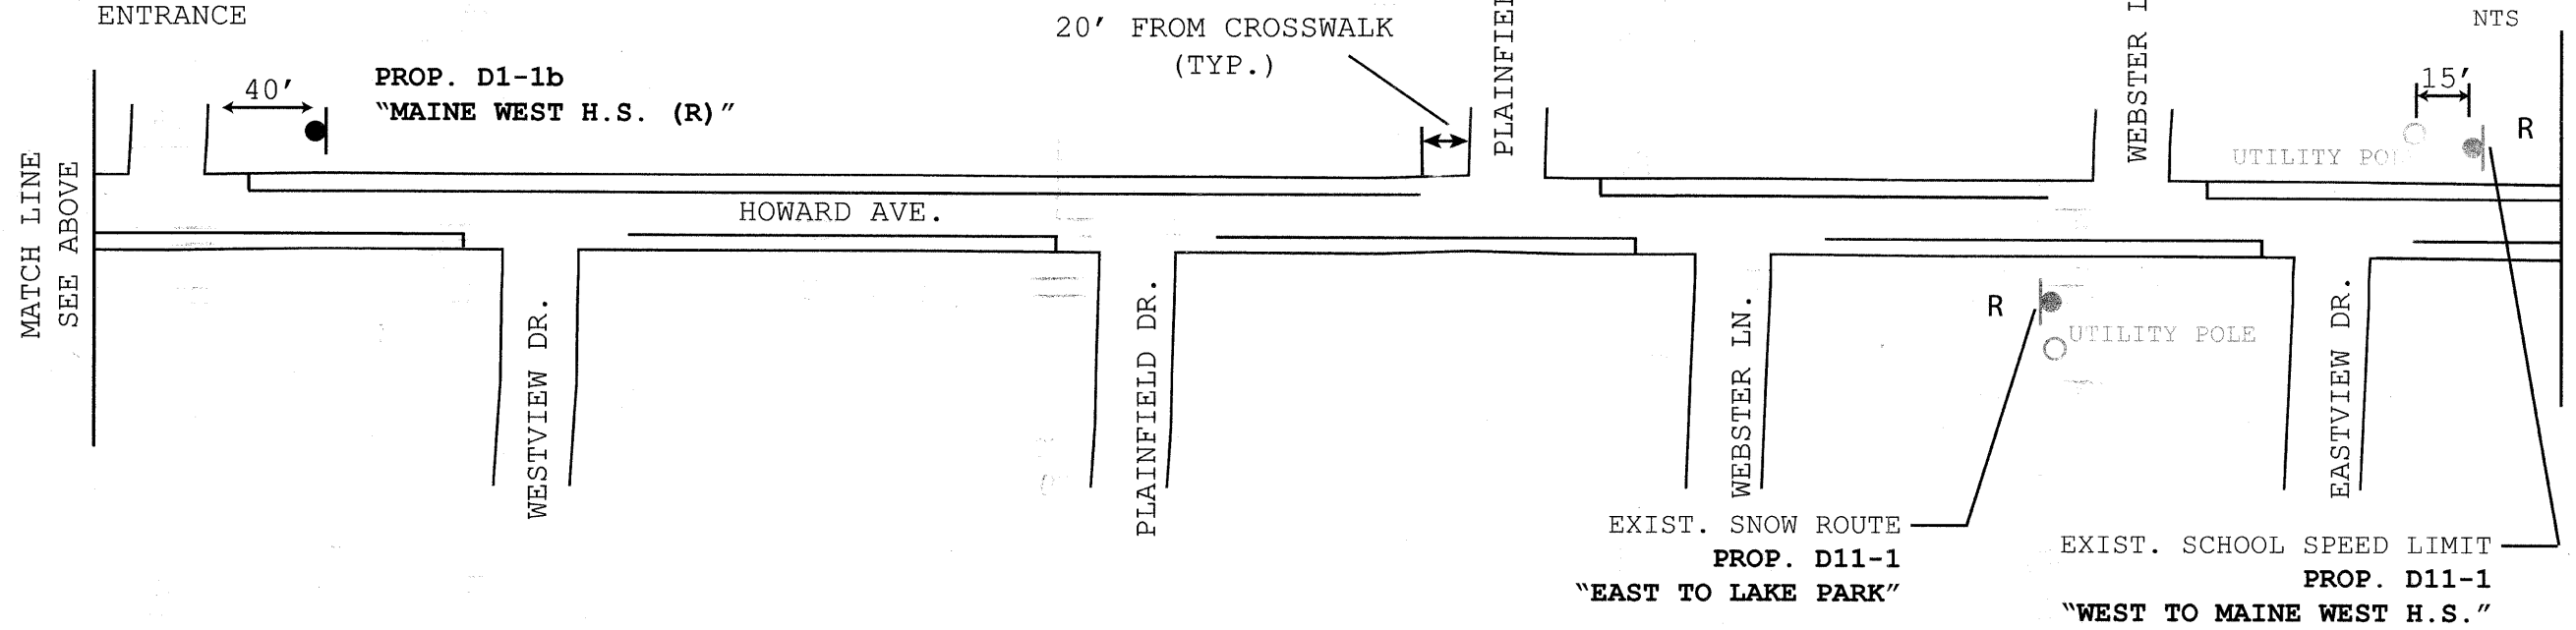 ENTRANCE
20' FROM CROSSWALK
(TYP.)
NTS
PROP. D1-1b
"MAINE WEST H.S. (R)"
40'
15'
R
UTILITY
MATCH LINE
SEE ABOVE
HOWARD AVE.
WEBSTER
WESTVIEW DR.
PLAINFIELD DR.
WEBSTER LN.
EASTVIEW DR.
R
UTILITY POLE
EXIST. SNOW ROUTE
PROP. D11-1
"EAST TO LAKE PARK"
EXIST. SCHOOL SPEED LIMIT
PROP. D11-1
"WEST TO MAINE WEST H.S."